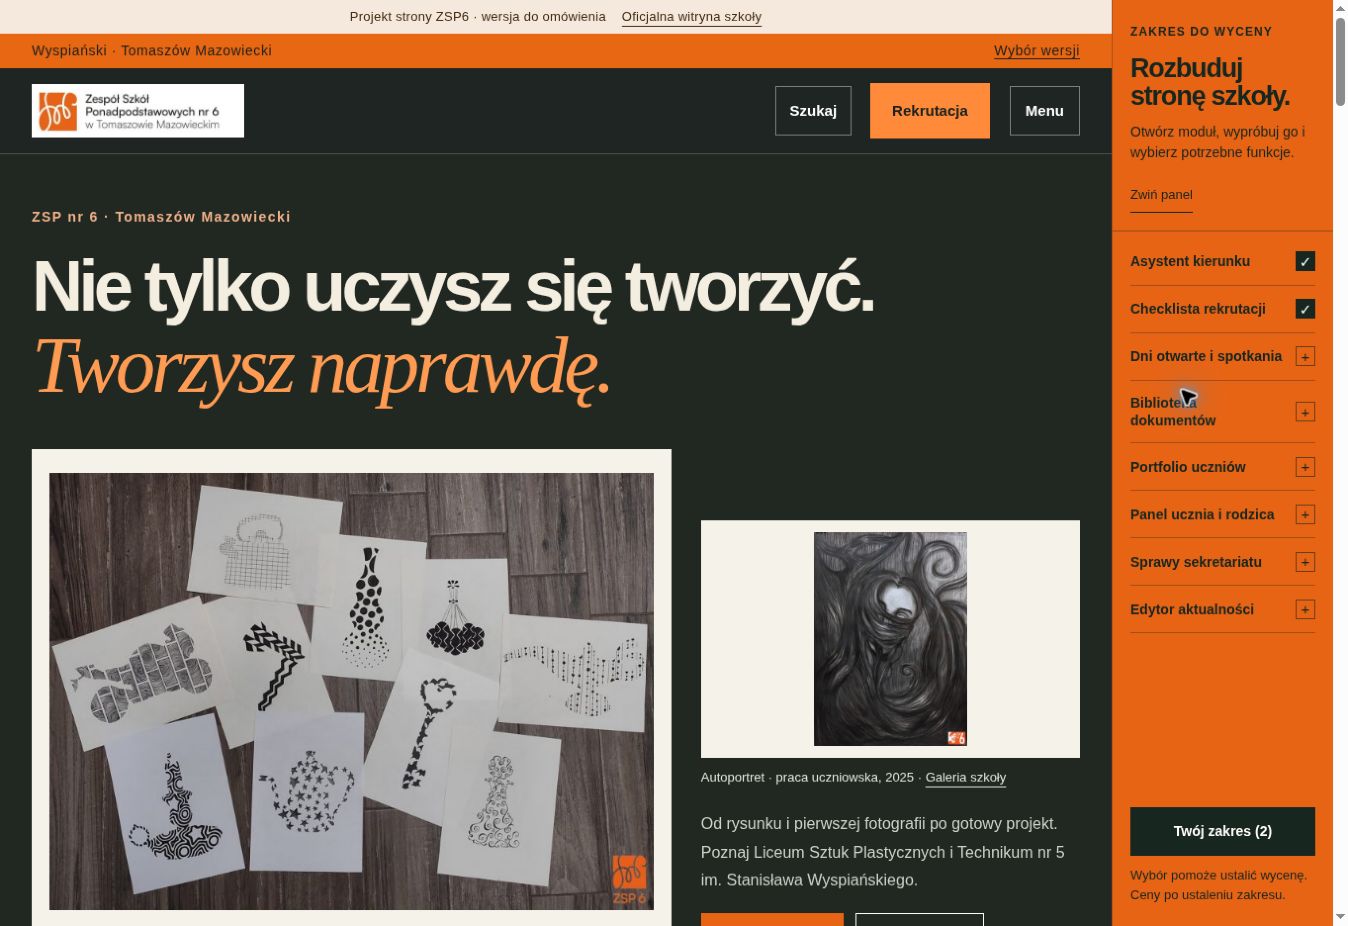 Projekt strony ZSP6 · wersja do omówienia Oficjalna witryna szkoły
Wyspiański · Tomaszów Mazowiecki
Wybór wersji
Zespół Szkół
Ponadpodstawowych nr 6
w Tomaszowie Mazowieckim
Szukaj
Rekrutacja
Menu
ZSP nr 6 · Tomaszów Mazowiecki
Nie tylko uczysz się tworzyć.
Tworzysz naprawdę.
ZSP 6
Autoportret · praca uczniowska, 2025 · Galeria szkoły
Od rysunku i pierwszej fotografii po gotowy projekt.
Poznaj Liceum Sztuk Plastycznych i Technikum nr 5
im. Stanisława Wyspiańskiego.
ZAKRES DO WYCENY
Rozbuduj
stronę szkoły.
Otwórz moduł, wypróbuj go i
wybierz potrzebne funkcje.
Zwiń panel
Asystent kierunku ✓
Checklista rekrutacji ✓
Dni otwarte i spotkania +
Biblioteka
dokumentów +
Portfolio uczniów +
Panel ucznia i rodzica +
Sprawy sekretariatu +
Edytor aktualności +
Twój zakres (2)
Wybór pomoże ustalić wycenę.
Ceny po ustaleniu zakresu.